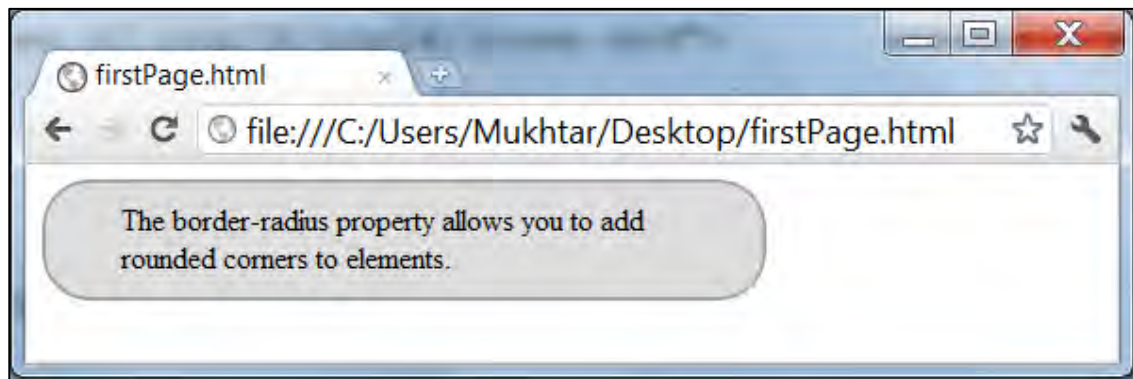 firstPage.html
file:///C:/Users/Mukhtar/Desktop/firstPage.html
The border-radius property allows you to add
rounded corners to elements.